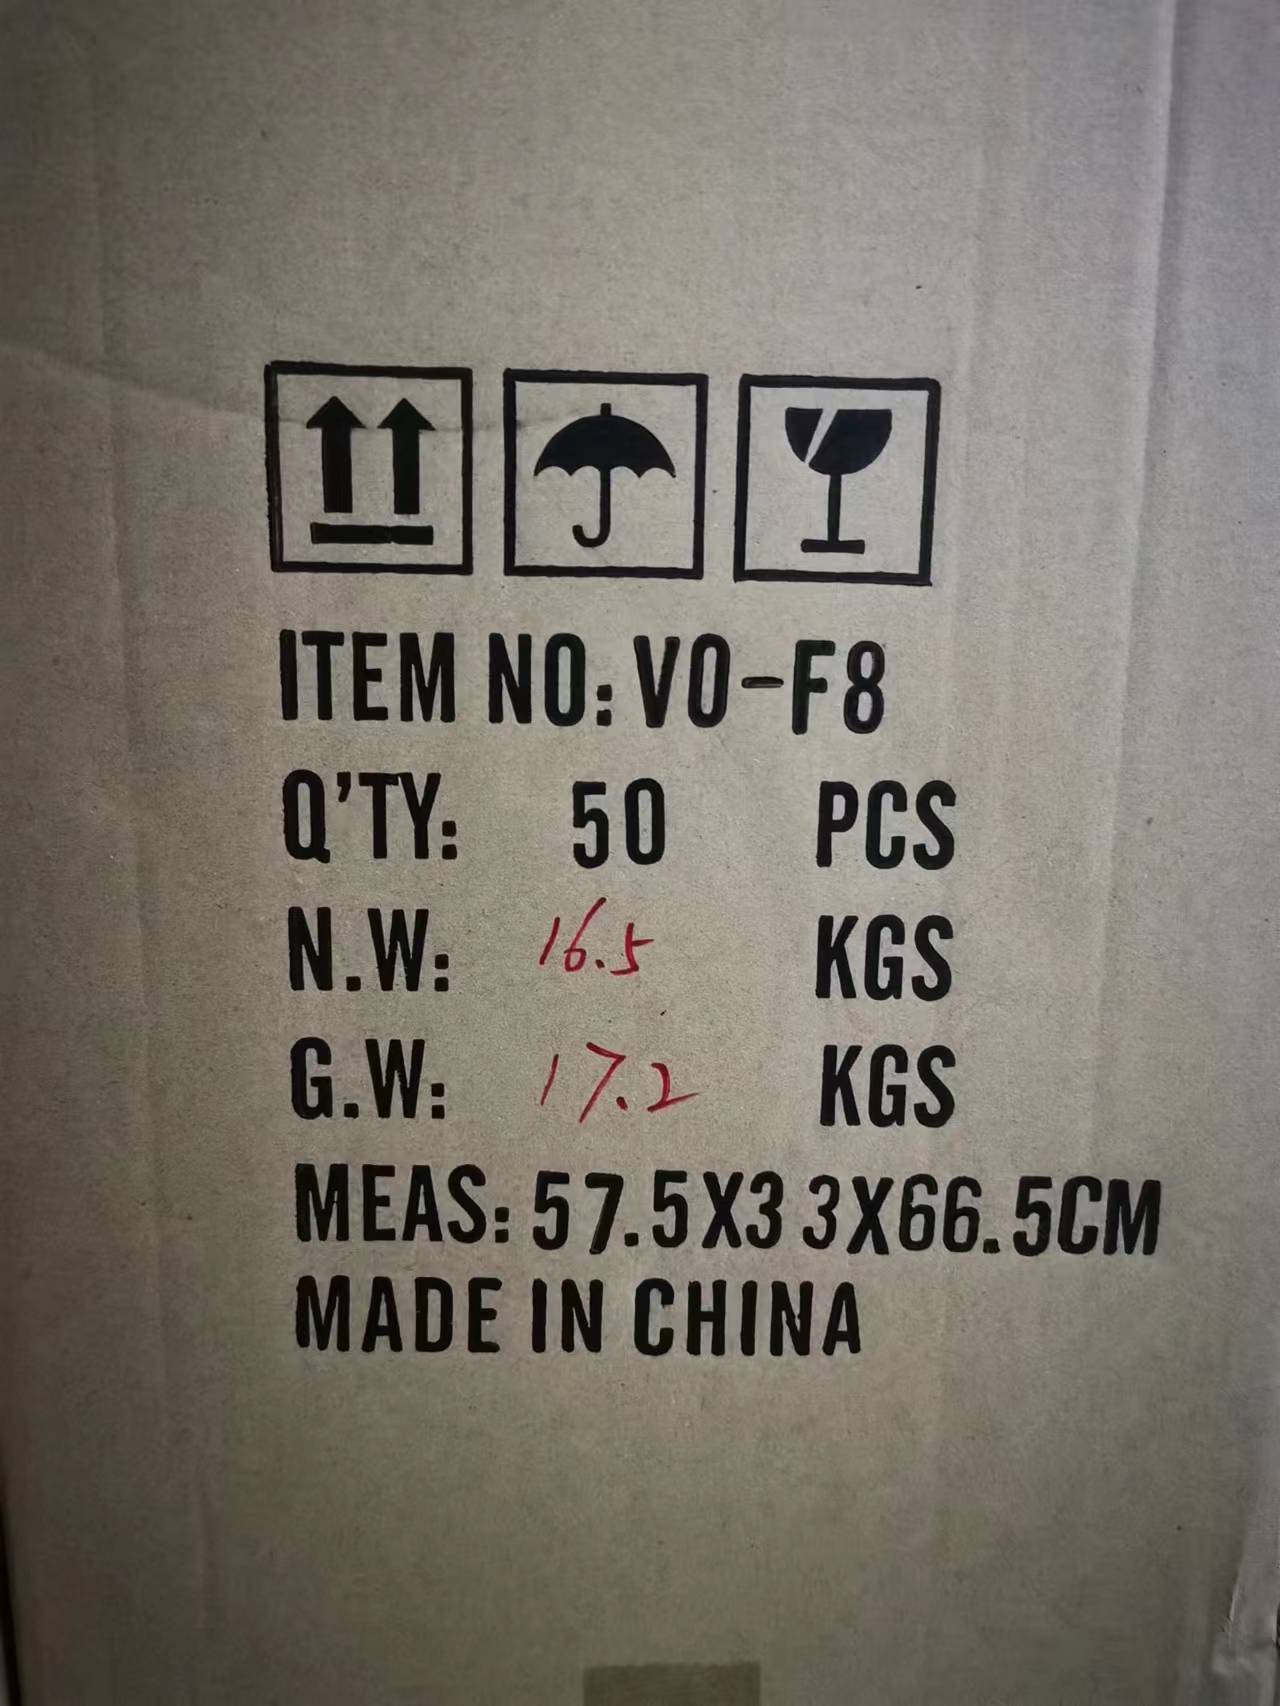 ITEM NO: VO-F8
Q'TY: 50 PCS
N.W: 16.5 KGS
G.W: 17.2 KGS
MEAS: 57.5X33X66.5CM
MADE IN CHINA